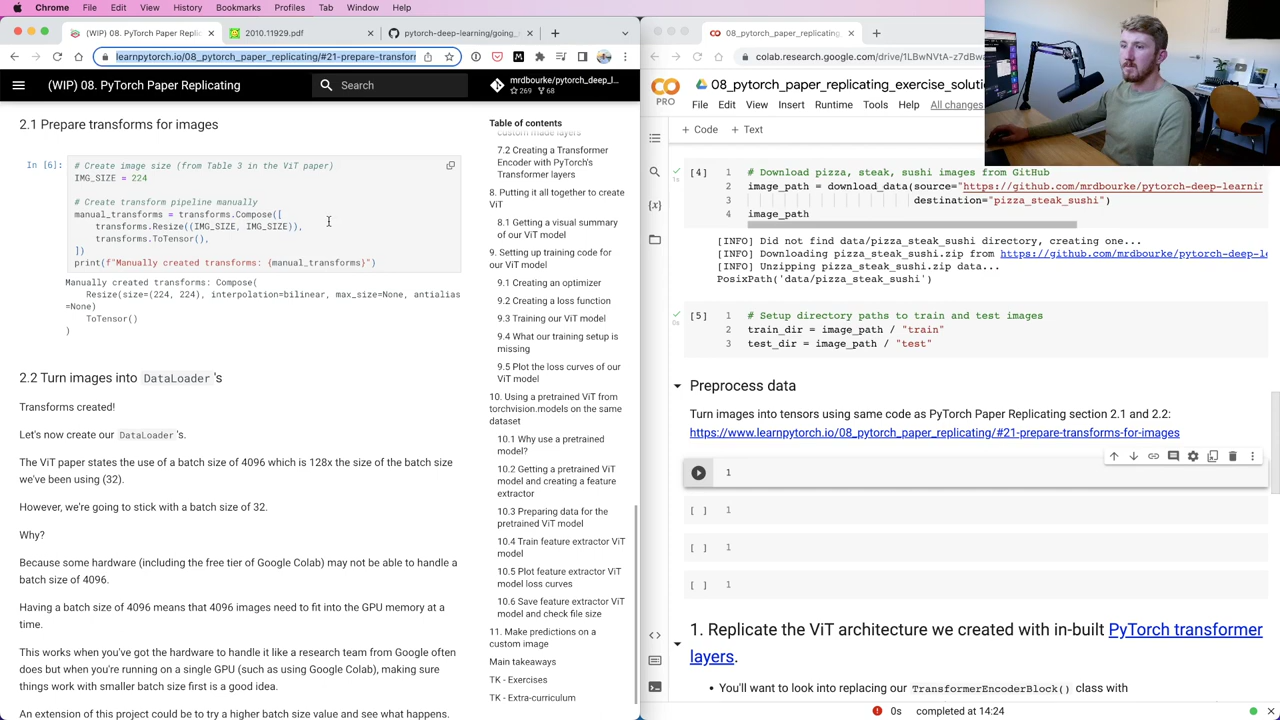 Chrome File Edit View History Bookmarks Profiles Tab Window Help
(WIP) 08. PyTorch Paper Replic
2010.11929.pdf
pytorch-deep-learning/going_
08_pytorch_paper_replicating_
learnpytorch.io/08_pytorch_paper_replicating/#21-prepare-transfor
colab.research.google.com/drive/1LBwNVtA-z7dBw
(WIP) 08. PyTorch Paper Replicating
Search
mrdbourke/pytorch_deep_l...
269 68
PRO
08_pytorch_paper_replicating_exercise_solutio
File Edit View Insert Runtime Tools Help All changes
+ Code + Text
2.1 Prepare transforms for images
In [6]:
# Create image size (from Table 3 in the ViT paper)
IMG_SIZE = 224
# Create transform pipeline manually
manual_transforms = transforms.Compose([
transforms.Resize((IMG_SIZE, IMG_SIZE)),
transforms.ToTensor(),
])
print(f"Manually created transforms: {manual_transforms}")
Manually created transforms: Compose(
Resize(size=(224, 224), interpolation=bilinear, max_size=None, antialias
=None)
ToTensor()
)
2.2 Turn images into DataLoader's
Transforms created!
Let's now create our DataLoader's.
The ViT paper states the use of a batch size of 4096 which is 128x the size of the batch size
we've been using (32).
However, we're going to stick with a batch size of 32.
Why?
Because some hardware (including the free tier of Google Colab) may not be able to handle a
batch size of 4096.
Having a batch size of 4096 means that 4096 images need to fit into the GPU memory at a
time.
This works when you've got the hardware to handle it like a research team from Google often
does but when you're running on a single GPU (such as using Google Colab), making sure
things work with smaller batch size first is a good idea.
An extension of this project could be to try a higher batch size value and see what happens.
Table of contents
custom made layers
7.2 Creating a Transformer
Encoder with PyTorch's
Transformer layers
8. Putting it all together to create
ViT
8.1 Getting a visual summary
of our ViT model
9. Setting up training code for
our ViT model
9.1 Creating an optimizer
9.2 Creating a loss function
9.3 Training our ViT model
9.4 What our training setup is
missing
9.5 Plot the loss curves of our
ViT model
10. Using a pretrained ViT from
torchvision.models on the same
dataset
10.1 Why use a pretrained
model?
10.2 Getting a pretrained ViT
model and creating a feature
extractor
10.3 Preparing data for the
pretrained ViT model
10.4 Train feature extractor ViT
model
10.5 Plot feature extractor ViT
model loss curves
10.6 Save feature extractor ViT
model and check file size
11. Make predictions on a
custom image
Main takeaways
TK - Exercises
TK - Extra-curriculum
[4] 1 # Download pizza, steak, sushi images from GitHub
2 image_path = download_data(source="https://github.com/mrdbourke/pytorch-deep-learnin
3 destination="pizza_steak_sushi")
4 image_path
[INFO] Did not find data/pizza_steak_sushi directory, creating one...
[INFO] Downloading pizza_steak_sushi.zip from https://github.com/mrdbourke/pytorch-deep-le
[INFO] Unzipping pizza_steak_sushi.zip data...
PosixPath('data/pizza_steak_sushi')
1s
[5] 1 # Setup directory paths to train and test images
2 train_dir = image_path / "train"
3 test_dir = image_path / "test"
0s
Preprocess data
Turn images into tensors using same code as PyTorch Paper Replicating section 2.1 and 2.2:
https://www.learnpytorch.io/08_pytorch_paper_replicating/#21-prepare-transforms-for-images
1
[ ] 1
[ ] 1
[ ] 1
1. Replicate the ViT architecture we created with in-built PyTorch transformer
layers.
• You'll want to look into replacing our TransformerEncoderBlock() class with
0s completed at 14:24